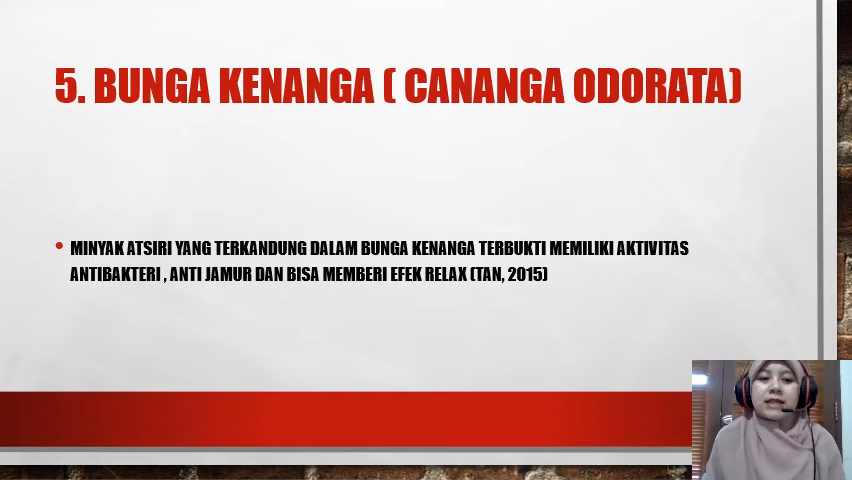 5. BUNGA KENANGA ( CANANGA ODORATA)
• MINYAK ATSIRI YANG TERKANDUNG DALAM BUNGA KENANGA TERBUKTI MEMILIKI AKTIVITAS
ANTIBAKTERI , ANTI JAMUR DAN BISA MEMBERI EFEK RELAX (TAN, 2015)